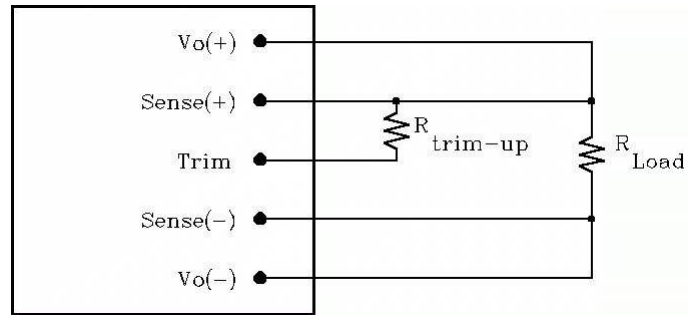 Vo(+)
Sense(+)
R trim-up
Trim
R Load
Sense(-)
Vo(-)